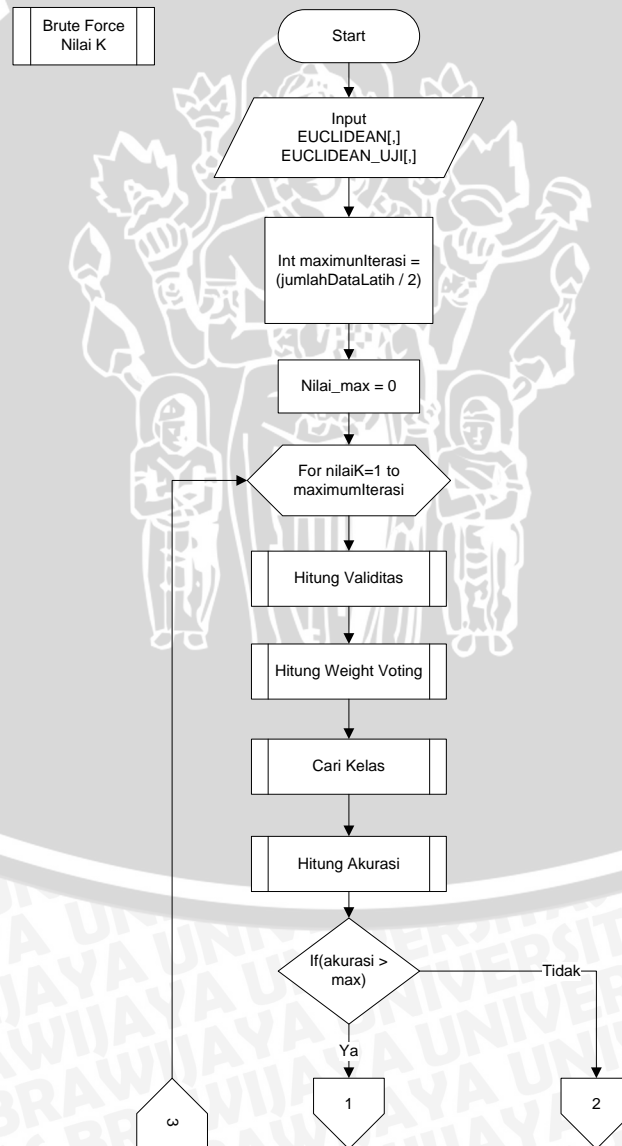 Brute Force
Nilai K
Start
Input
EUCLIDEAN[,]
EUCLIDEAN_UJI[,]
Int maximunIterasi =
(jumlahDataLatih / 2)
Nilai_max = 0
For nilaiK=1 to
maximumIterasi
Hitung Validitas
Hitung Weight Voting
Cari Kelas
Hitung Akurasi
If(akurasi >
max)
Tidak
Ya
3
1
2